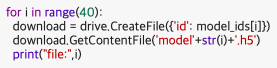 for i in range(40):
  download = drive.CreateFile({'id': model_ids[i]})
  download.GetContentFile('model'+str(i)+'.h5')
  print("file:",i)